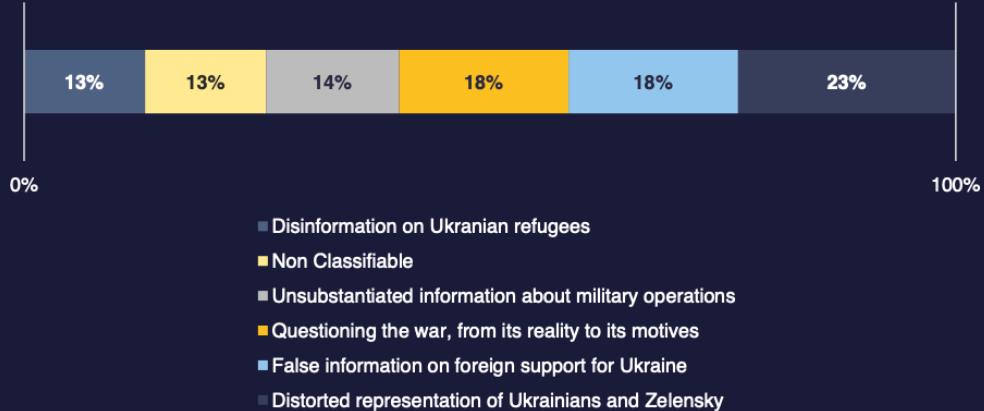 13% 13% 14% 18% 18% 23%
0% 100%
Disinformation on Ukranian refugees
Non Classifiable
Unsubstantiated information about military operations
Questioning the war, from its reality to its motives
False information on foreign support for Ukraine
Distorted representation of Ukrainians and Zelensky